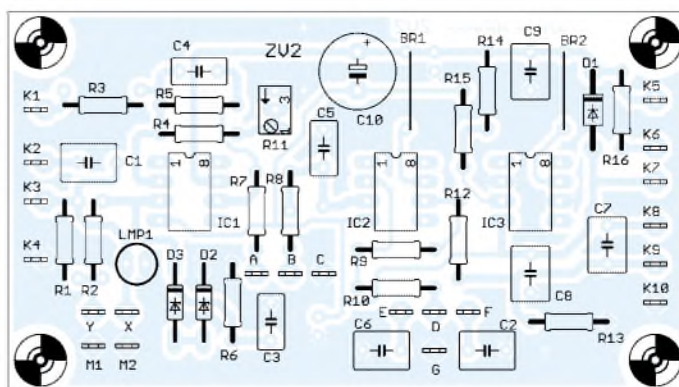 ZV2
C4
BR1
R14
C9
BR2
D1
K1
R3
R5
R4
R11
3
1
C5
C10
R15
R16
K5
K6
K2
C1
1 8
IC1
R7
R8
1 8
IC2
R12
1 8
IC3
K7
K3
C7
K8
K4
LMP1
A
B
C
R9
K9
R1
R2
D3
D2
R6
C3
R10
C8
K10
Y
X
M1
M2
E
D
F
C6
G
C2
R13